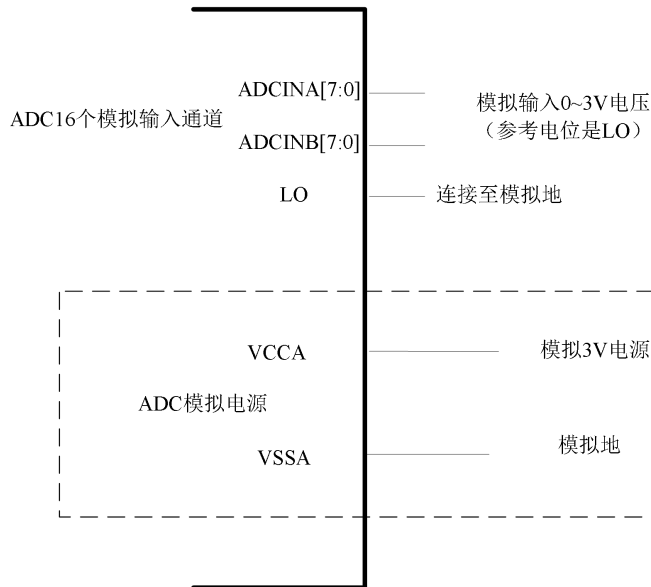 ADCINA[7:0]
ADC16个模拟输入通道
ADCINB[7:0]
模拟输入0~3V电压
（参考电位是LO）
LO
连接至模拟地
VCCA
模拟3V电源
ADC模拟电源
VSSA
模拟地